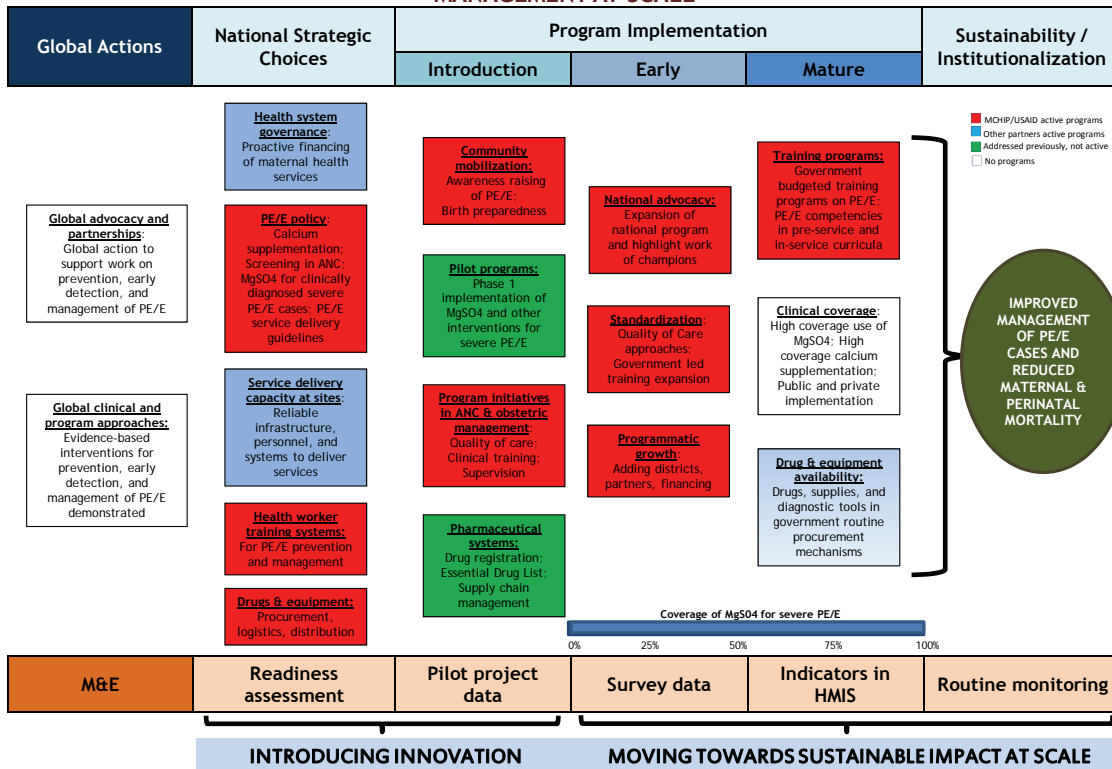 MANAGEMENT AT SCALE
Global Actions
National Strategic
Choices
Program Implementation
Introduction
Early
Mature
Sustainability /
Institutionalization
Global advocacy and
partnerships:
Global action to
support work on
prevention, early
detection, and
management of PE/E
Global clinical and
program approaches:
Evidence-based
interventions for
prevention, early
detection, and
management of PE/E
demonstrated
Health system
governance:
Proactive financing
of maternal health
services
PE/E policy:
Calcium
supplementation;
Screening in ANC;
MgSO4 for clinically
diagnosed severe
PE/E cases; PE/E
service delivery
guidelines
Service delivery
capacity at sites:
Reliable
infrastructure,
personnel, and
systems to deliver
services
Health worker
training systems:
For PE/E prevention
and management
Drugs & equipment:
Procurement,
logistics, distribution
Community
mobilization:
Awareness raising
of PE/E;
Birth preparedness
Pilot programs:
Phase 1
implementation of
MgSO4 and other
interventions for
severe PE/E
Program initiatives
in ANC & obstetric
management:
Quality of care;
Clinical training;
Supervision
Pharmaceutical
systems:
Drug registration;
Essential Drug List;
Supply chain
management
National advocacy:
Expansion of
national program
and highlight work of
champions
Standardization:
Quality of Care
approaches;
Government led
training expansion
Programmatic
growth:
Adding districts,
partners, financing
Training programs:
Government
budgeted training
programs on PE/E;
PE/E competencies
in pre-service and
in-service curricula
Clinical coverage:
High coverage use of
MgSO4; High
coverage calcium
supplementation;
Public and private
implementation
Drug & equipment
availability:
Drugs, supplies, and
diagnostic tools in
government routine
procurement
mechanisms
MCHIP/USAID active programs
Other partners active programs
Addressed previously, not active
No programs
IMPROVED
MANAGEMENT
OF PE/E
CASES AND
REDUCED
MATERNAL &
PERINATAL
MORTALITY
Coverage of MgS04 for severe PE/E
0% 25% 50% 75% 100%
M&E
Readiness
assessment
Pilot project
data
Survey data
Indicators in
HMIS
Routine monitoring
INTRODUCING INNOVATION
MOVING TOWARDS SUSTAINABLE IMPACT AT SCALE